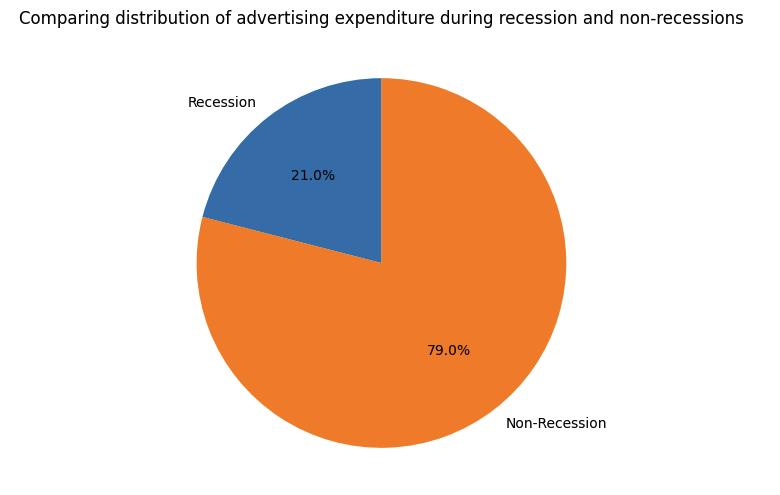 Comparing distribution of advertising expenditure during recession and non-recessions
Recession
21.0%
79.0%
Non-Recession